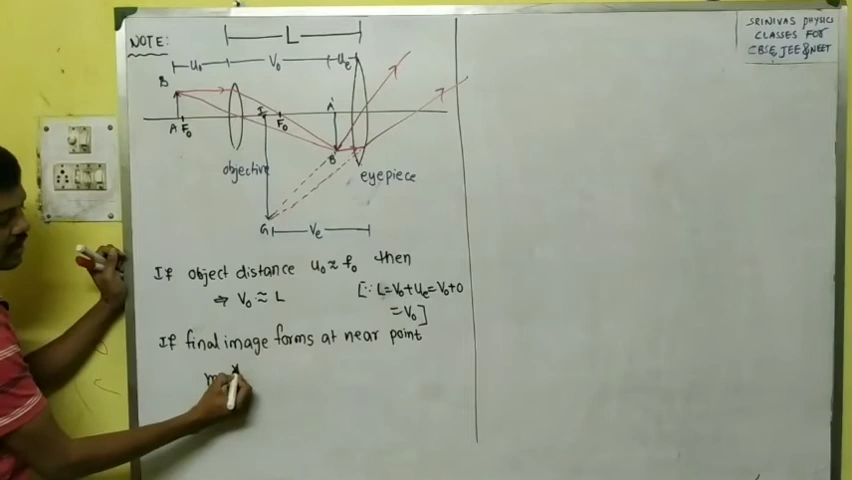 SRINIVAS PHYSICS
CLASSES FOR
CBSE, JEE & NEET
NOTE:
L
u₀ V₀ uₑ
B
A F₀ I F₀ A'
B'
objective
eyepiece
G Vₑ
If object distance u₀ ≈ f₀ then
⇒ V₀ ≈ L [∵ L=V₀+uₑ=V₀+0
=V₀]
If final image forms at near point
m